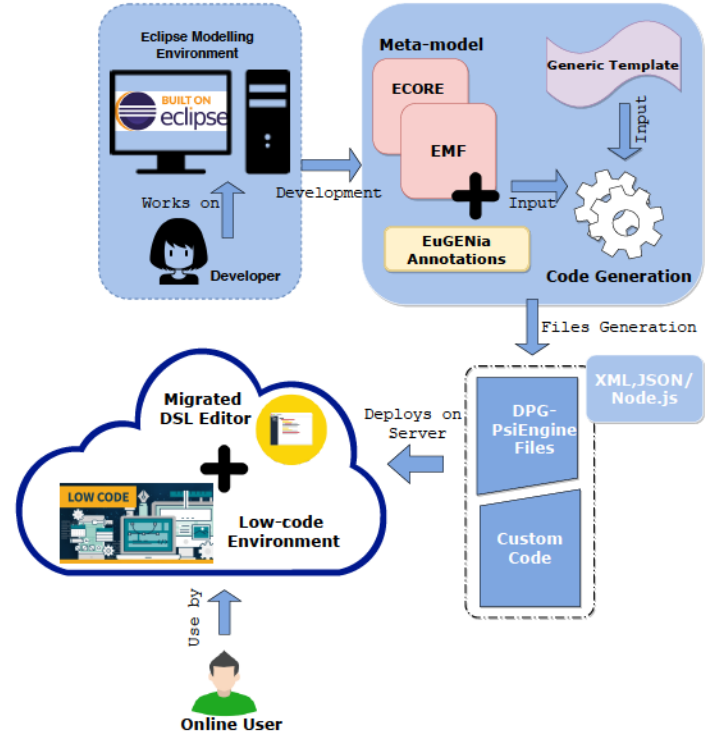 Eclipse Modelling
Environment
BUILT ON
eclipse
Works on
Developer
Development
Meta-model
ECORE
EMF
EuGENia
Annotations
Input
Generic Template
Input
Code Generation
Files Generation
XML,JSON/
Node.js
DPG-
PsiEngine
Files
Custom
Code
Deploys on
Server
Migrated
DSL Editor
LOW CODE
Low-code
Environment
Use by
Online User